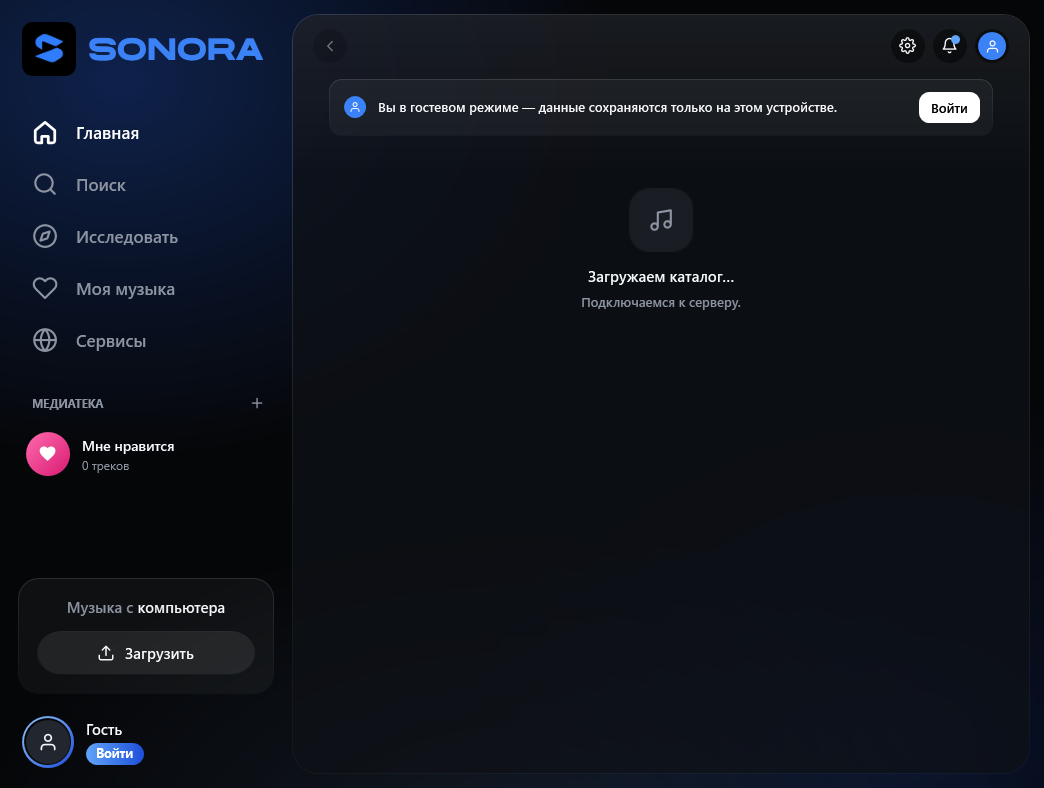 SONORA
Главная
Поиск
Исследовать
Моя музыка
Сервисы
МЕДИАТЕКА
Мне нравится
0 треков
Музыка с компьютера
Загрузить
Гость
Войти
Вы в гостевом режиме — данные сохраняются только на этом устройстве.
Войти
Загружаем каталог...
Подключаемся к серверу.